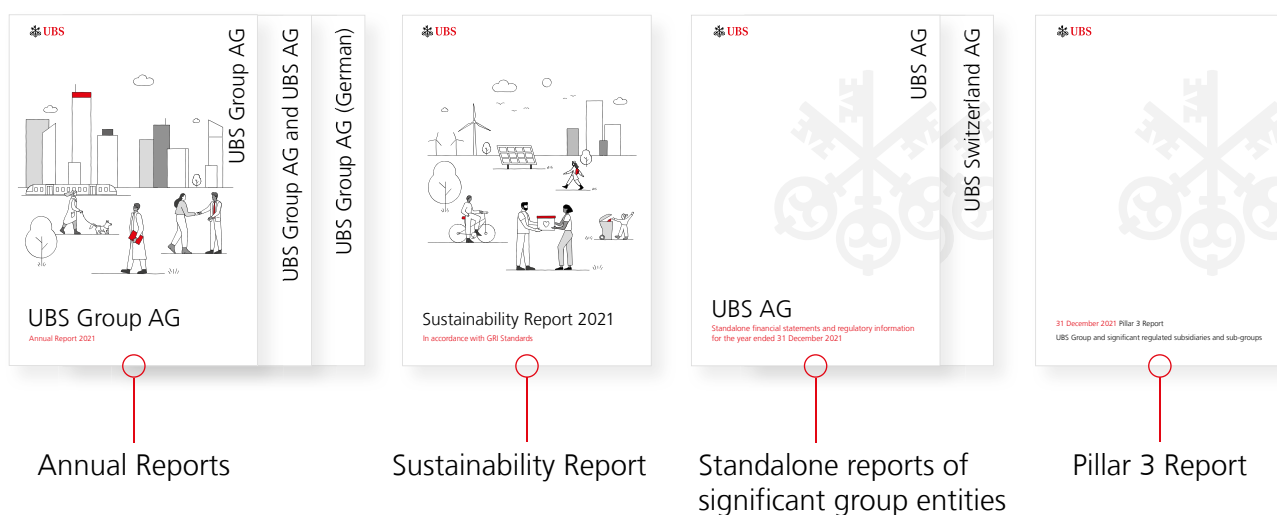 UBS
UBS Group AG
UBS Group AG and UBS AG
UBS Group AG (German)
UBS Group AG
Annual Report 2021
Annual Reports
UBS
Sustainability Report 2021
In accordance with GRI Standards
Sustainability Report
UBS
UBS AG
UBS Switzerland AG
UBS AG
Standalone financial statements and regulatory information
for the year ended 31 December 2021
Standalone reports of
significant group entities
UBS
31 December 2021 Pillar 3 Report
UBS Group and significant regulated subsidiaries and sub-groups
Pillar 3 Report